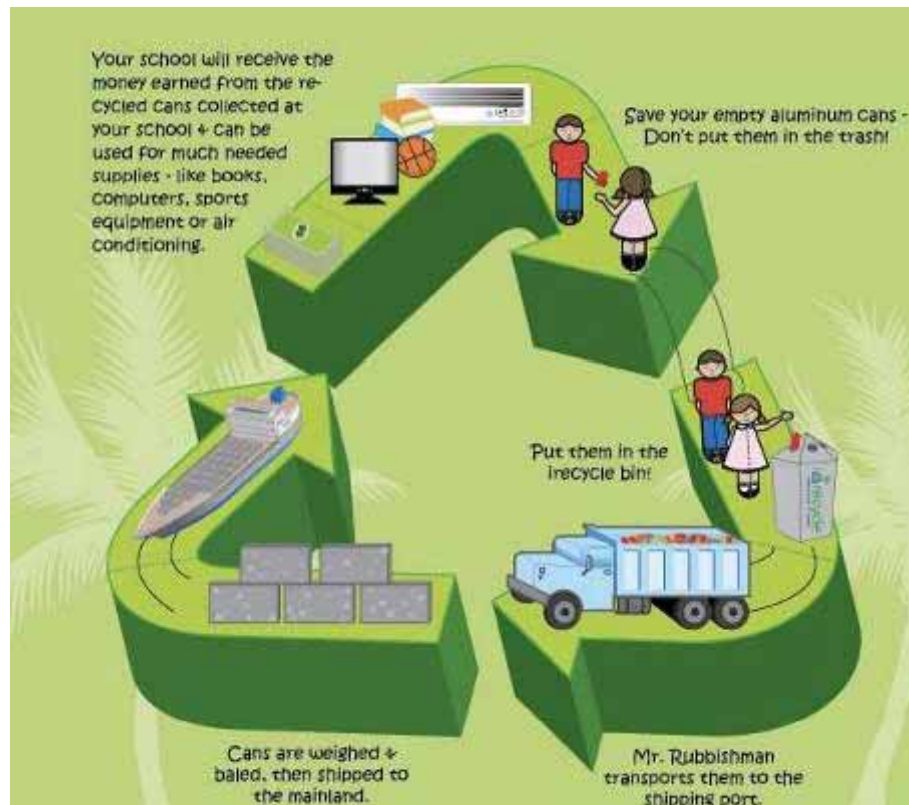 Your school will receive the
money earned from the re-
cycled cans collected at
your school & can be
used for much needed
supplies - like books,
computers, sports
equipment or air
conditioning.
Save your empty aluminum cans -
Don't put them in the trash!
Put them in the
irecycle bin!
irecycle
$
Mr. Rubbishman
transports them to the
shipping port.
Cans are weighed &
baled, then shipped to
the mainland.